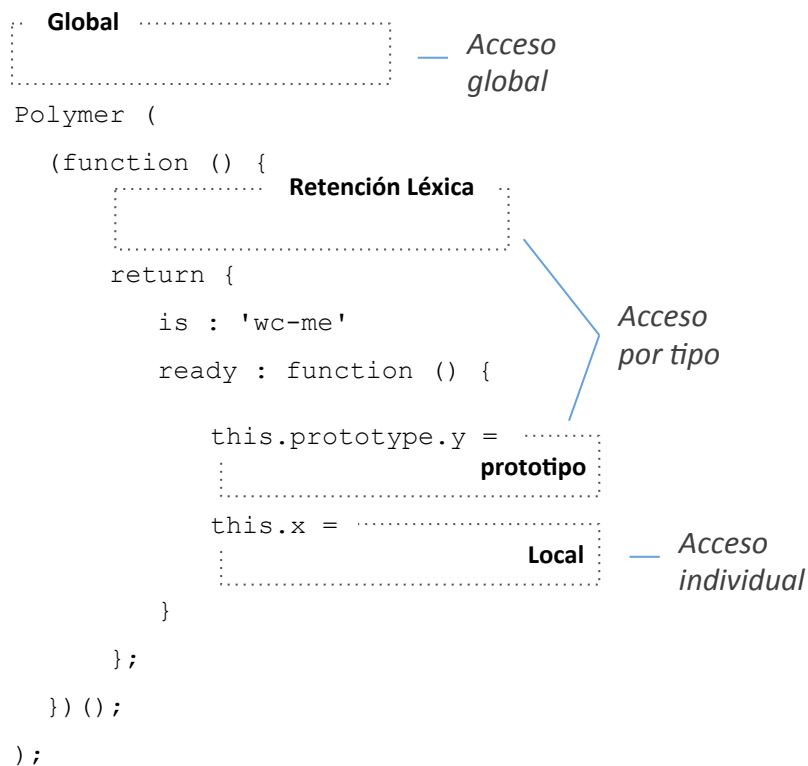 Global
Acceso
global
Polymer (
(function () {
Retención Léxica
return {
is : 'wc-me'
ready : function () {
Acceso
por tipo
this.prototype.y =
prototipo
this.x =
Local
Acceso
individual
}
};
})();
);